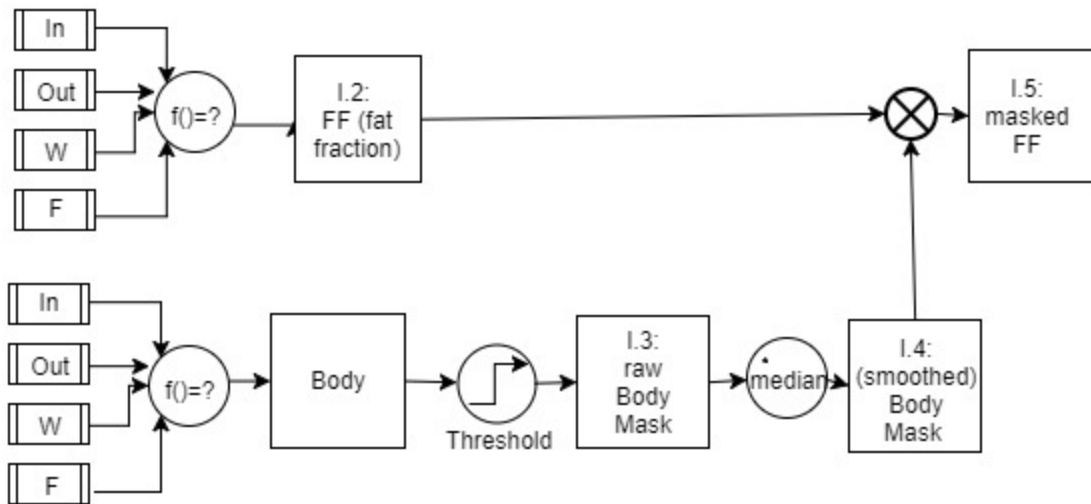 In
Out
W
F
f()=?
I.2:
FF (fat
fraction)
I.5:
masked
FF
In
Out
W
F
f()=?
Body
Threshold
I.3:
raw
Body
Mask
median
I.4:
(smoothed)
Body
Mask